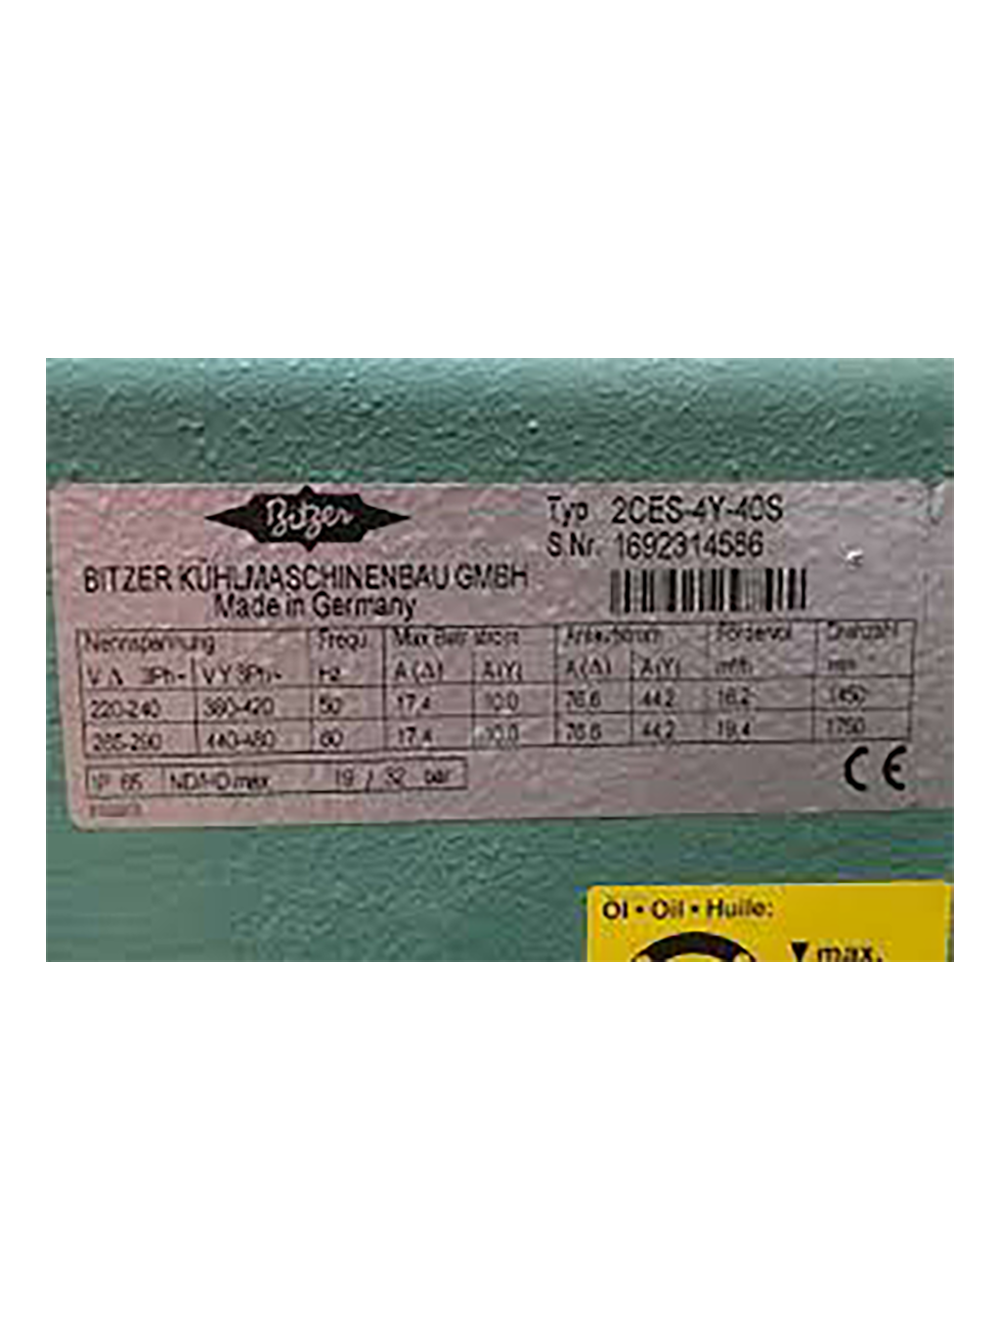 Bitzer
BITZER KÜHLMASCHINENBAU GMBH
Made in Germany
Typ 2CES-4Y-40S
S.Nr. 1692314586
Nennspannung Frequ. Max Betr strom Anlaufstrom Fördervol. Drehzahl
V Δ 3Ph~ V Y 3Ph~ Hz A (Δ) A (Y) A (Δ) A (Y) m³/h min
220-240 380-420 50 17.4 10.0 76.6 44.2 16.2 1450
265-290 440-480 60 17.4 10.0 76.6 44.2 19.4 1750
IP 65 ND/HD max. 19 / 32 bar
CE
Öl • Oil • Huile:
▼ max.